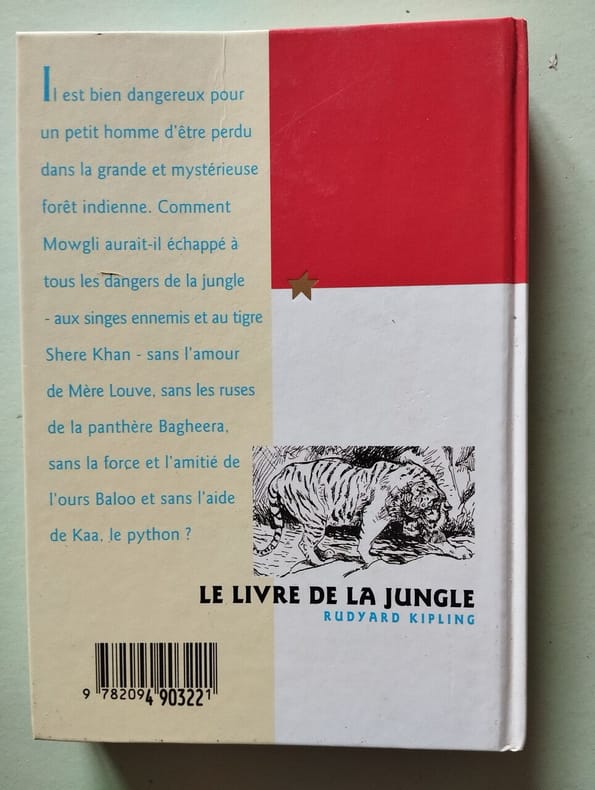 Il est bien dangereux pour
un petit homme d'être perdu
dans la grande et mystérieuse
forêt indienne. Comment
Mowgli aurait-il échappé à
tous les dangers de la jungle
- aux singes ennemis et au tigre
Shere Khan - sans l'amour
de Mère Louve, sans les ruses
de la panthère Bagheera,
sans la force et l'amitié de
l'ours Baloo et sans l'aide
de Kaa, le python ?
LE LIVRE DE LA JUNGLE
RUDYARD KIPLING
9 782094 903221